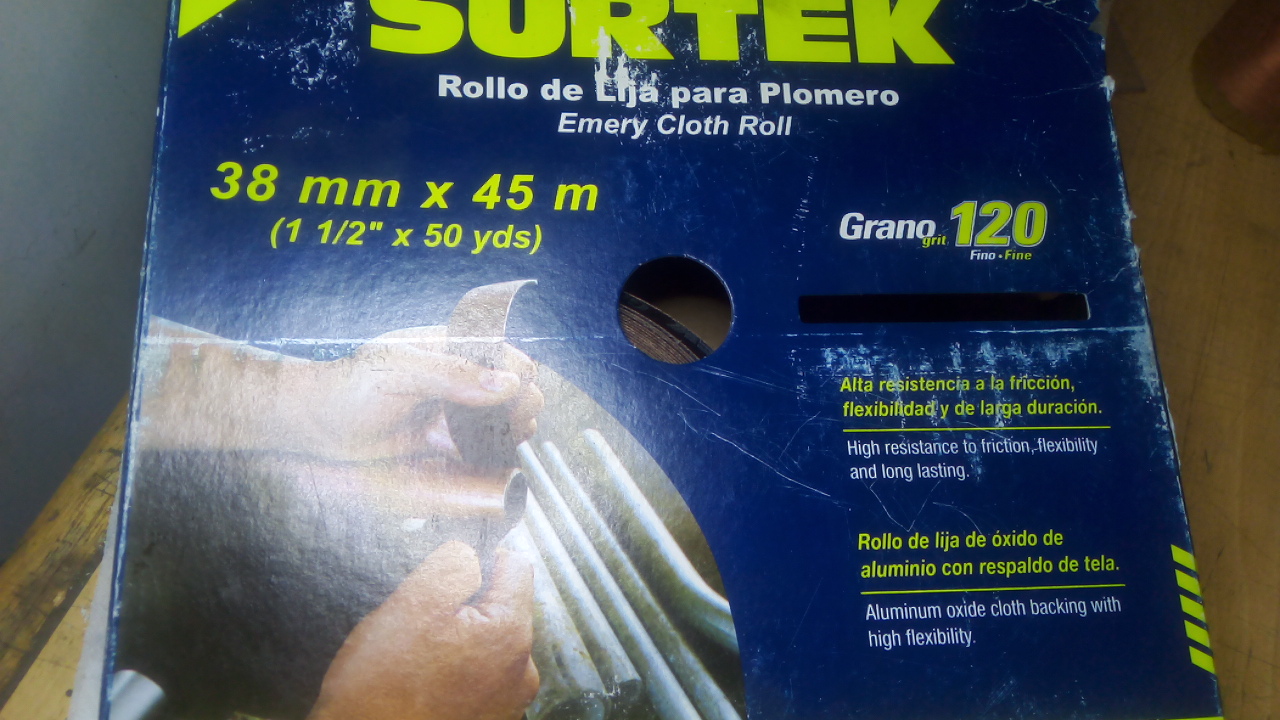 SURTEK
Rollo de Lija para Plomero
Emery Cloth Roll
38 mm x 45 m
(1 1/2" x 50 yds)
Grano grit 120
Fino • Fine
Alta resistencia a la fricción,
flexibilidad y de larga duración.
High resistance to friction, flexibility
and long lasting.
Rollo de lija de óxido de
aluminio con respaldo de tela.
Aluminum oxide cloth backing with
high flexibility.